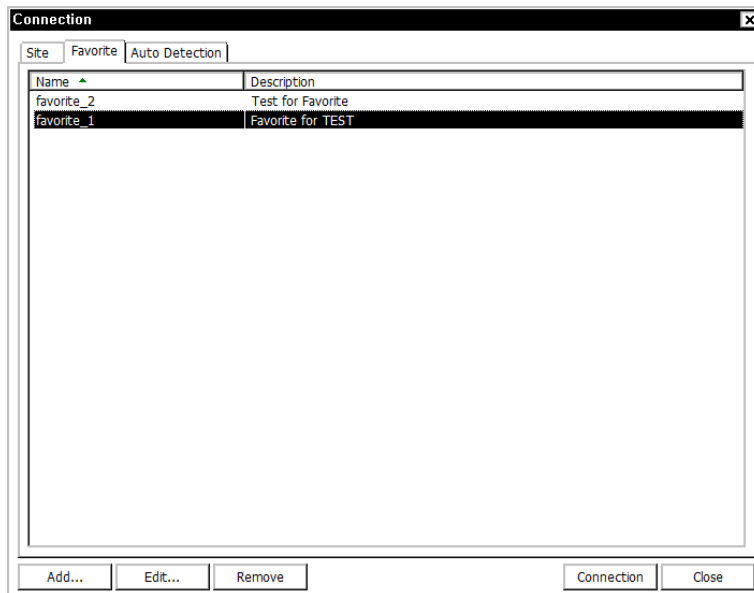 Connection
Site Favorite Auto Detection
Name Description
favorite_2 Test for Favorite
favorite_1 Favorite for TEST
Add... Edit... Remove Connection Close